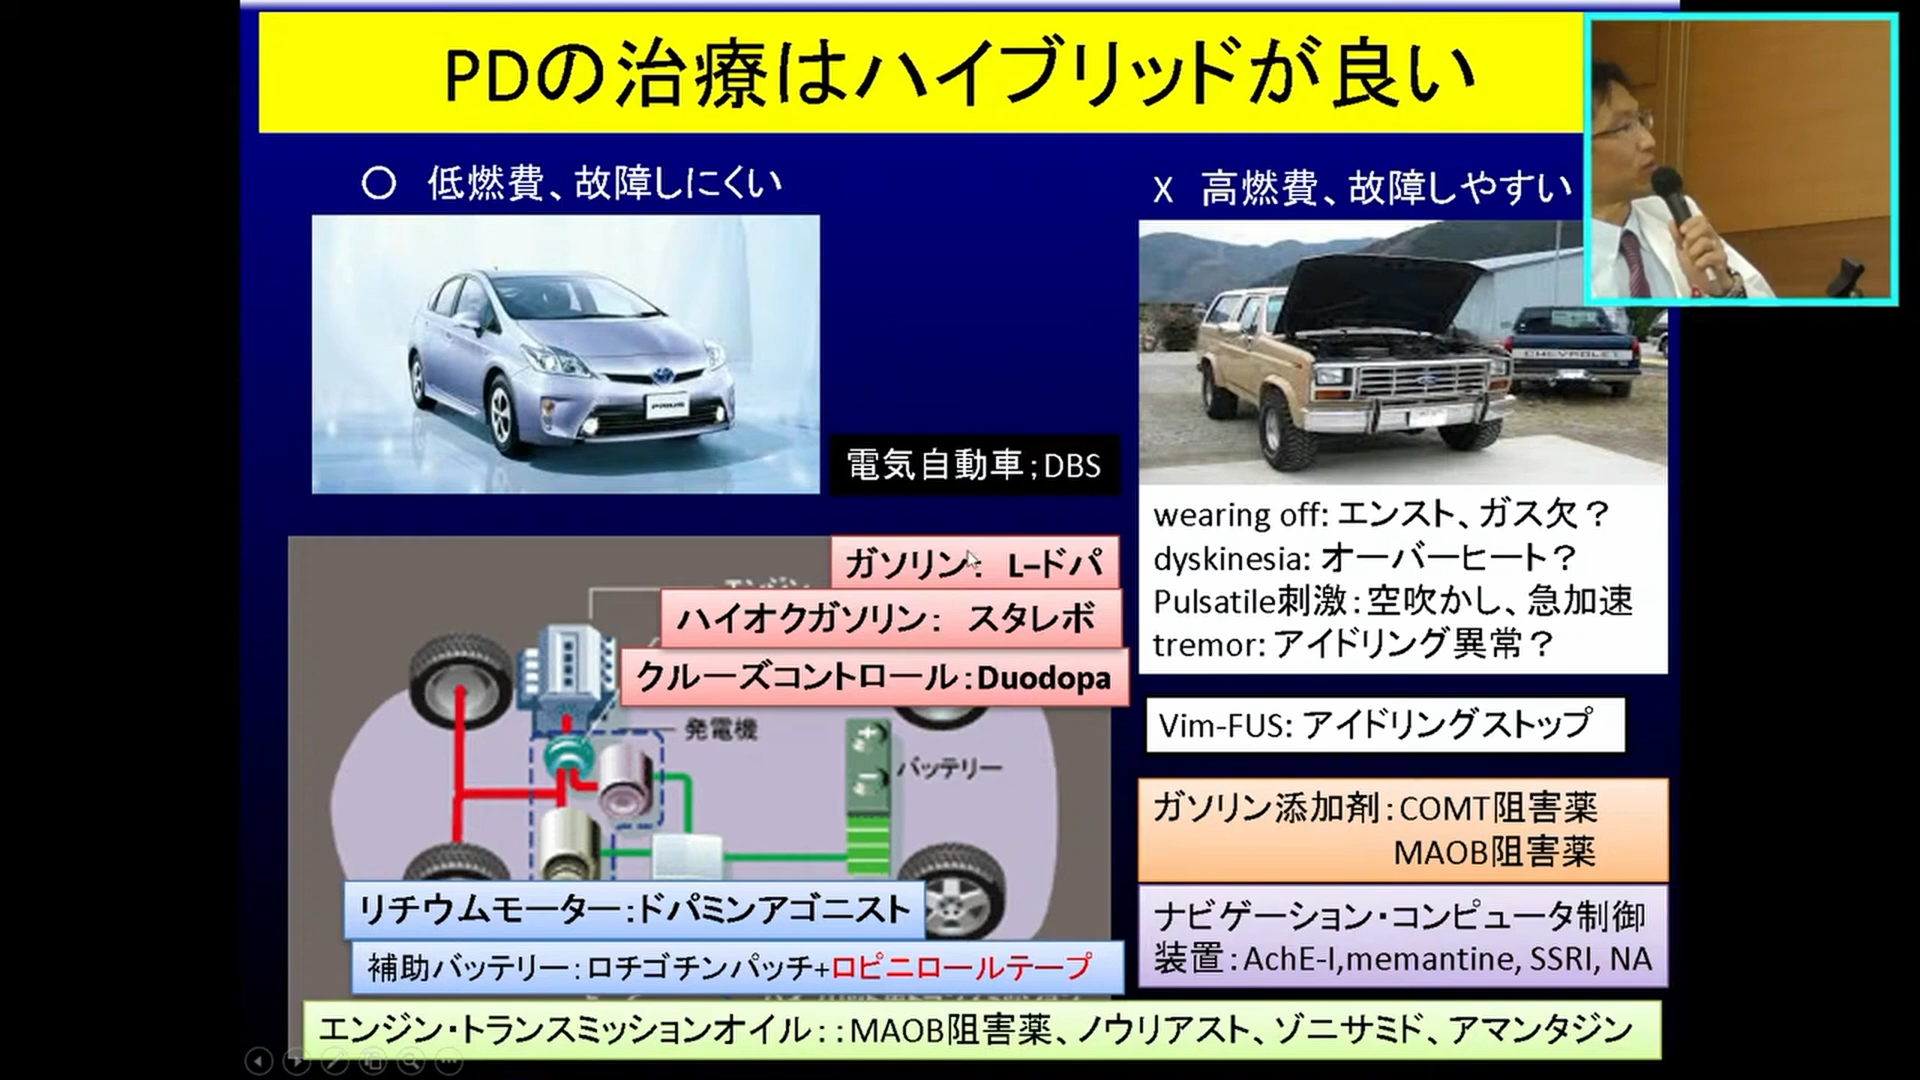 PDの治療はハイブリッドが良い
○ 低燃費、故障しにくい
X 高燃費、故障しやすい
PRIUS
CHEVROLET
電気自動車；DBS
wearing off: エンスト、ガス欠？
dyskinesia: オーバーヒート？
Pulsatile刺激：空吹かし、急加速
tremor: アイドリング異常？
エンジン
ガソリン： L-ドパ
ハイオクガソリン： スタレボ
クルーズコントロール：Duodopa
発電機
バッテリー
Vim-FUS: アイドリングストップ
ガソリン添加剤：COMT阻害薬
MAOB阻害薬
リチウムモーター：ドパミンアゴニスト
補助バッテリー：ロチゴチンパッチ+ロピニロールテープ
ナビゲーション・コンピュータ制御
装置：AchE-I,memantine, SSRI, NA
エンジン・トランスミッションオイル：：MAOB阻害薬、ノウリアスト、ゾニサミド、アマンタジン